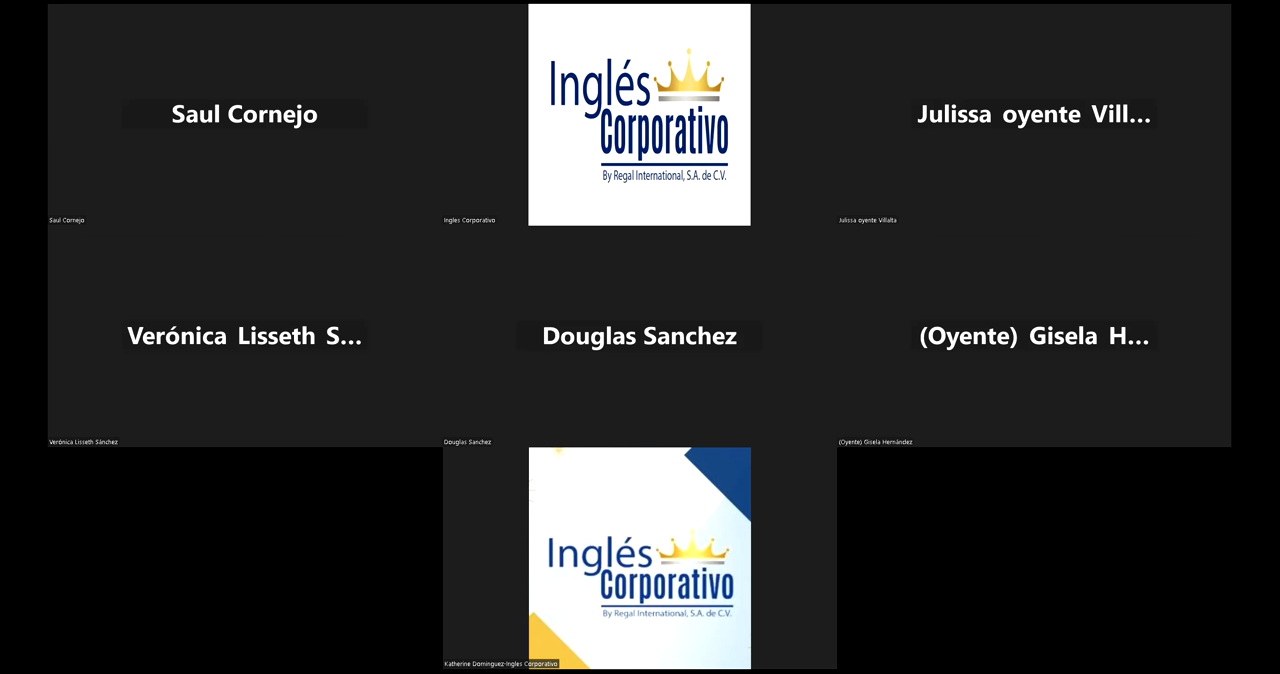 Saul Cornejo
Saul Cornejo
Inglés
Corporativo
By Regal International, S.A. de C.V.
Ingles Corporativo
Julissa oyente Vill...
Julissa oyente Villalta
Verónica Lisseth S...
Verónica Lisseth Sánchez
Douglas Sanchez
Douglas Sanchez
(Oyente) Gisela H...
(Oyente) Gisela Hernández
Inglés
Corporativo
By Regal International, S.A. de C.V.
Katherine Dominguez-Ingles Corporativo